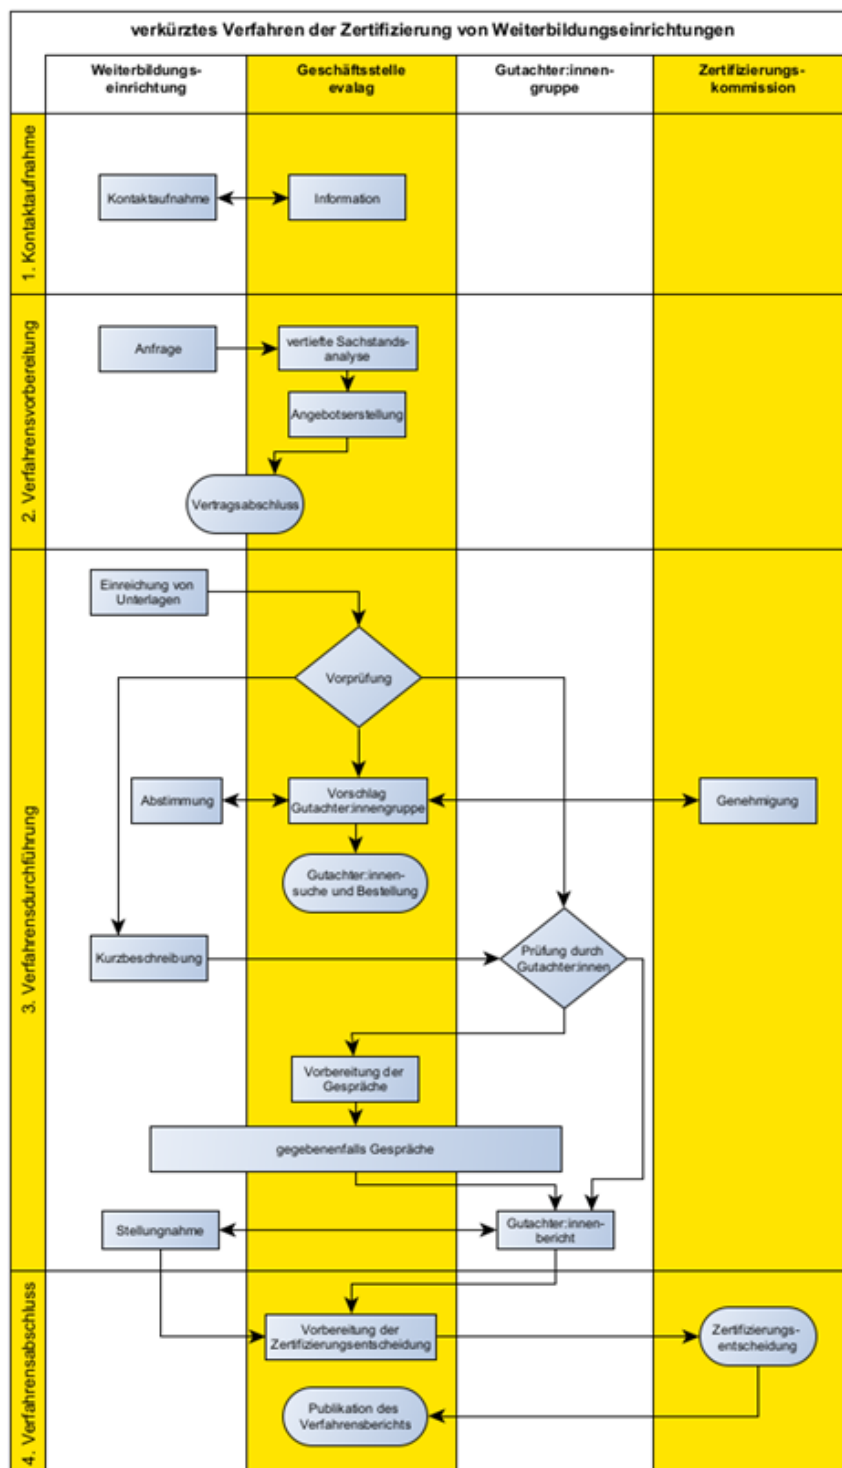 verkürztes Verfahren der Zertifizierung von Weiterbildungseinrichtungen
Weiterbildungs-
einrichtung
Geschäftsstelle
evalag
Gutachter:innen-
gruppe
Zertifizierungs-
kommission
1. Kontaktaufnahme
Kontaktaufnahme
Information
2. Verfahrensvorbereitung
Anfrage
vertiefte Sachstands-
analyse
Angebotserstellung
Vertragsabschluss
3. Verfahrensdurchführung
Einreichung von
Unterlagen
Vorprüfung
Abstimmung
Vorschlag
Gutachter:innengruppe
Genehmigung
Gutachter:innen-
suche und Bestellung
Kurzbeschreibung
Prüfung durch
Gutachter:innen
Vorbereitung der
Gespräche
gegebenenfalls Gespräche
Stellungnahme
Gutachter:innen-
bericht
4. Verfahrensabschluss
Vorbereitung der
Zertifizierungsentscheidung
Zertifizierungs-
entscheidung
Publikation des
Verfahrensberichts